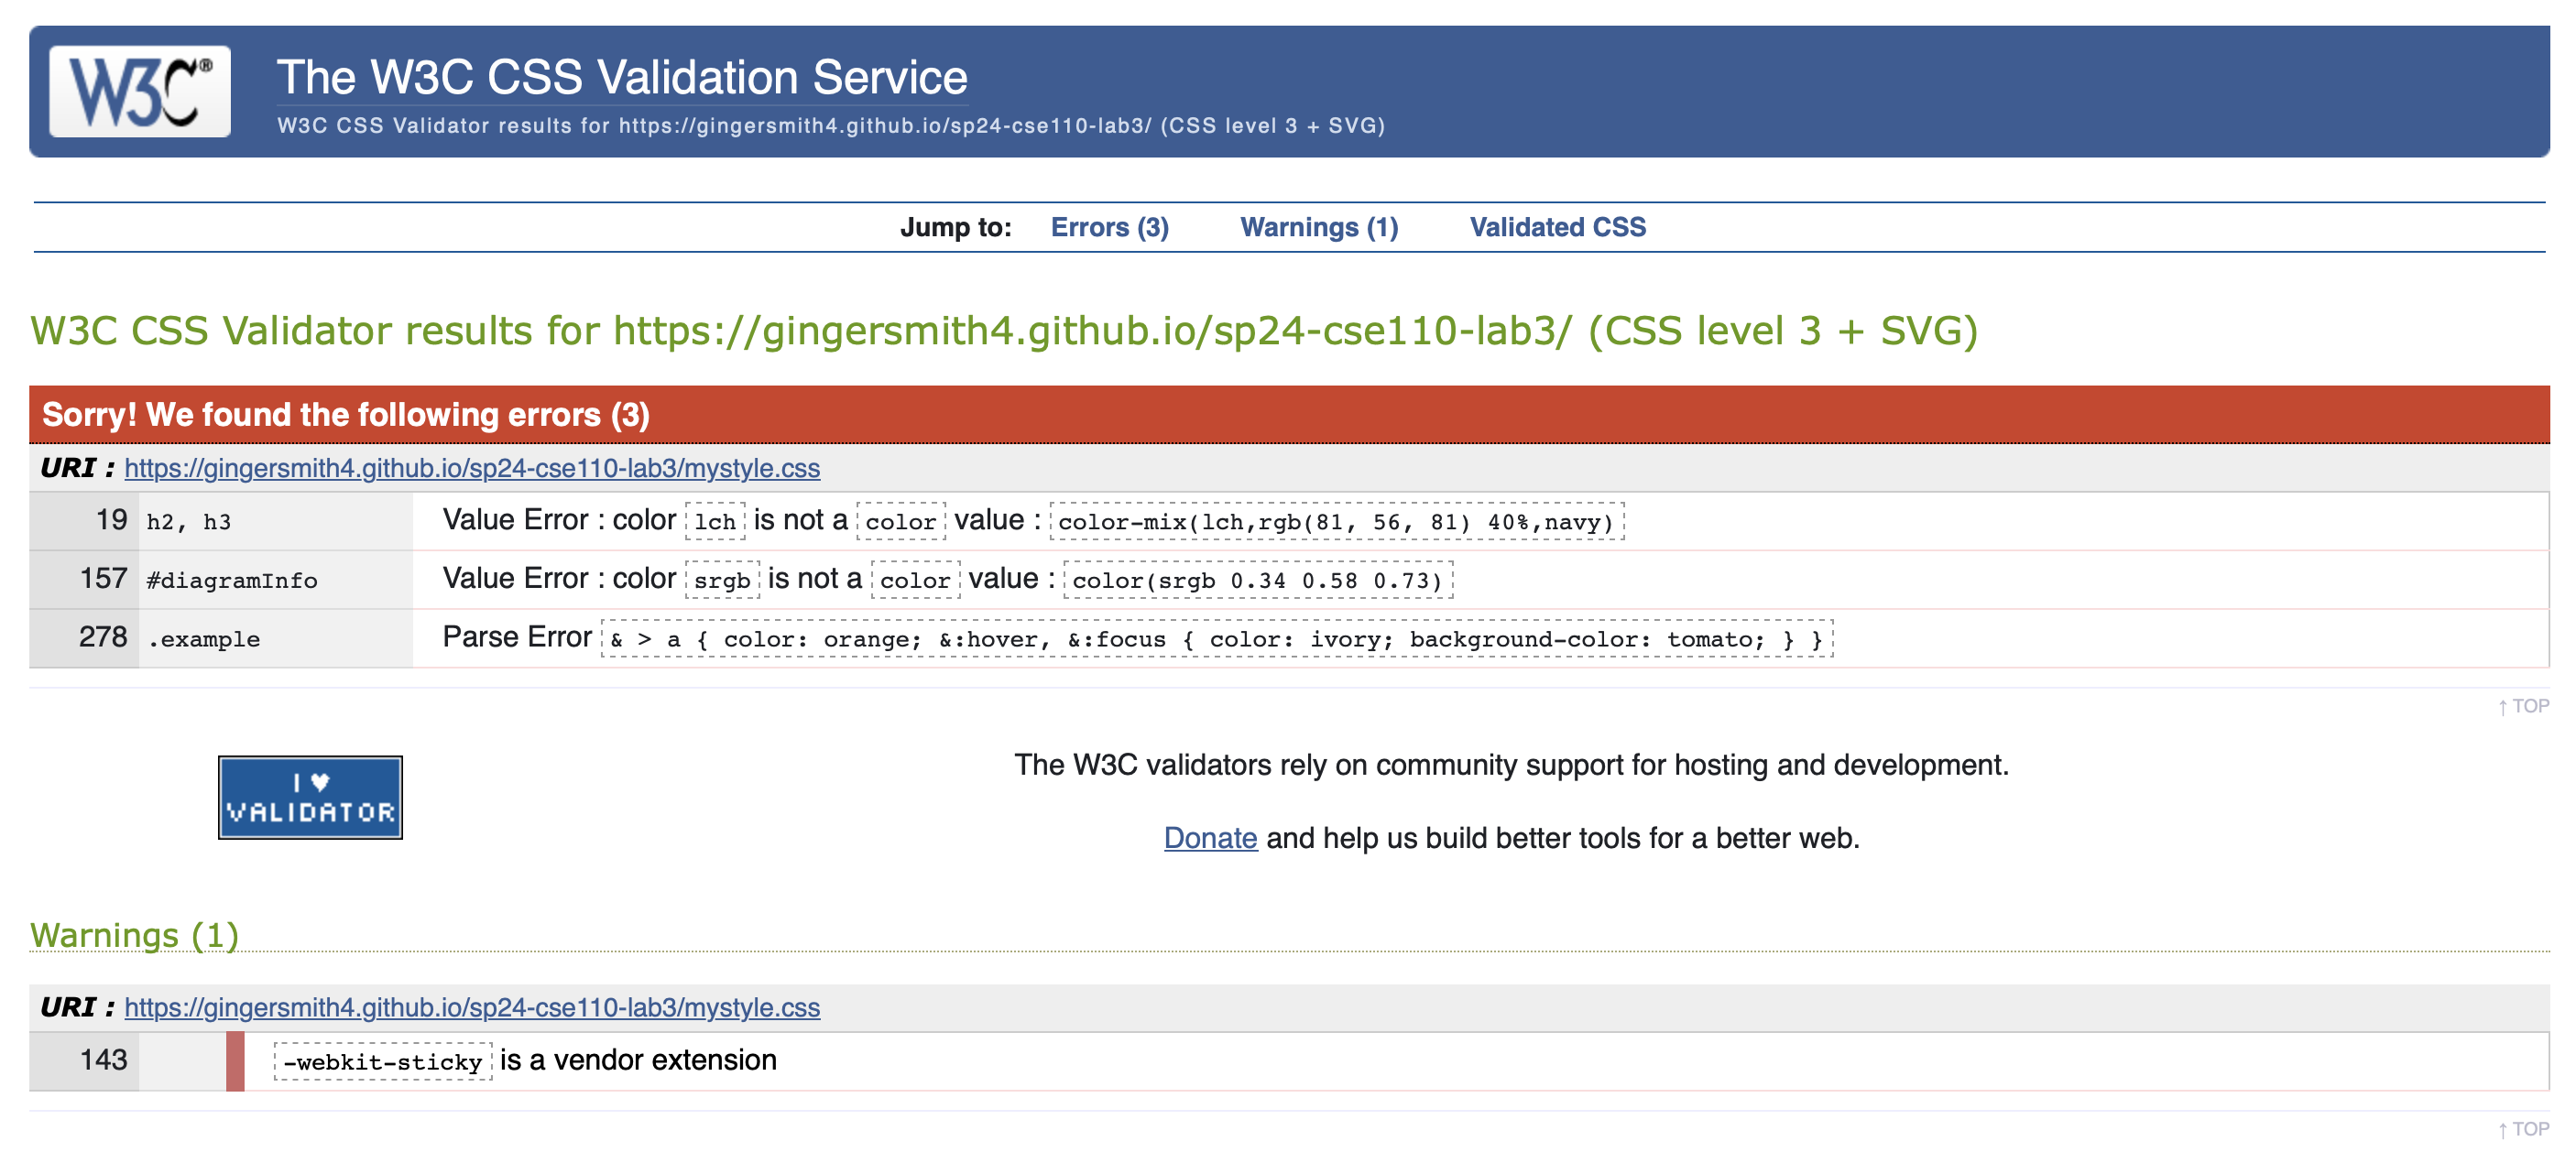 W3C®
The W3C CSS Validation Service
W3C CSS Validator results for https://gingersmith4.github.io/sp24-cse110-lab3/ (CSS level 3 + SVG)
Jump to: Errors (3) Warnings (1) Validated CSS
W3C CSS Validator results for https://gingersmith4.github.io/sp24-cse110-lab3/ (CSS level 3 + SVG)
Sorry! We found the following errors (3)
URI : https://gingersmith4.github.io/sp24-cse110-lab3/mystyle.css
19 h2, h3 Value Error : color lch is not a color value : color-mix(lch,rgb(81, 56, 81) 40%,navy)
157 #diagramInfo Value Error : color srgb is not a color value : color(srgb 0.34 0.58 0.73)
278 .example Parse Error & > a { color: orange; &:hover, &:focus { color: ivory; background-color: tomato; } }
↑ TOP
I ♥
VALIDATOR
The W3C validators rely on community support for hosting and development.
Donate and help us build better tools for a better web.
Warnings (1)
URI : https://gingersmith4.github.io/sp24-cse110-lab3/mystyle.css
143 -webkit-sticky is a vendor extension
↑ TOP